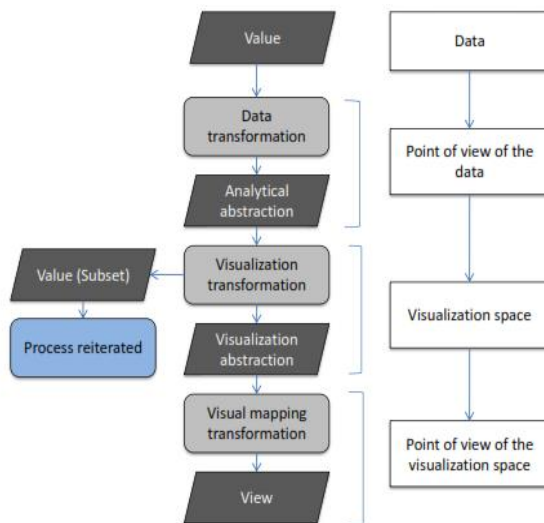 Value
Data
transformation
Analytical
abstraction
Value (Subset)
Visualization
transformation
Process reiterated
Visualization
abstraction
Visual mapping
transformation
View
Data
Point of view of the
data
Visualization space
Point of view of the
visualization space